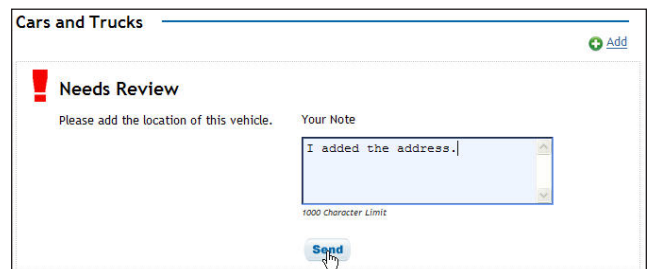 Cars and Trucks
Add
Needs Review
Please add the location of this vehicle.
Your Note
I added the address.
1000 Character Limit
Send